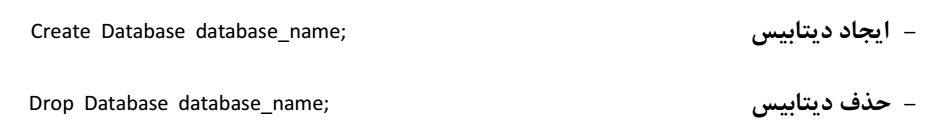 – ایجاد دیتابیس Create Database database_name;
– حذف دیتابیس Drop Database database_name;